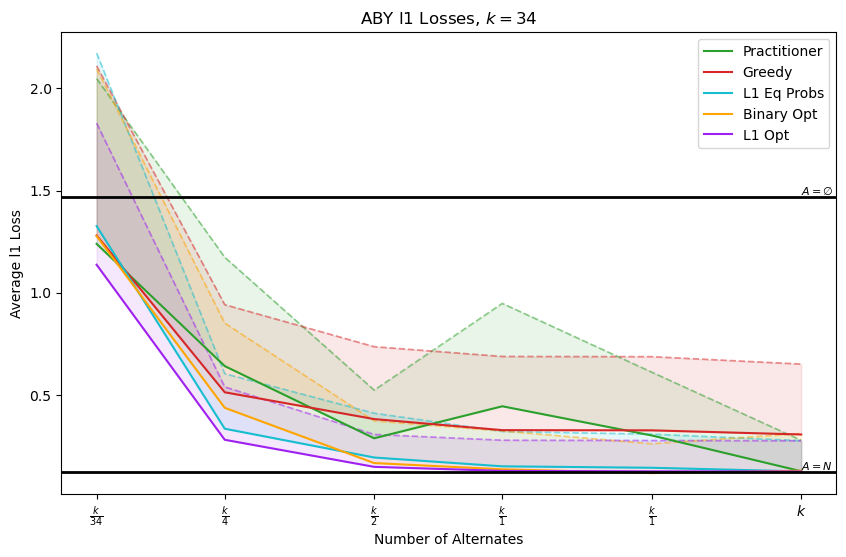 ABY l1 Losses, k = 34
Practitioner
Greedy
L1 Eq Probs
Binary Opt
L1 Opt
2.0
1.5
1.0
0.5
Average l1 Loss
A = ∅
A = N
k/34
k/4
k/2
k/1
k/1
k
Number of Alternates